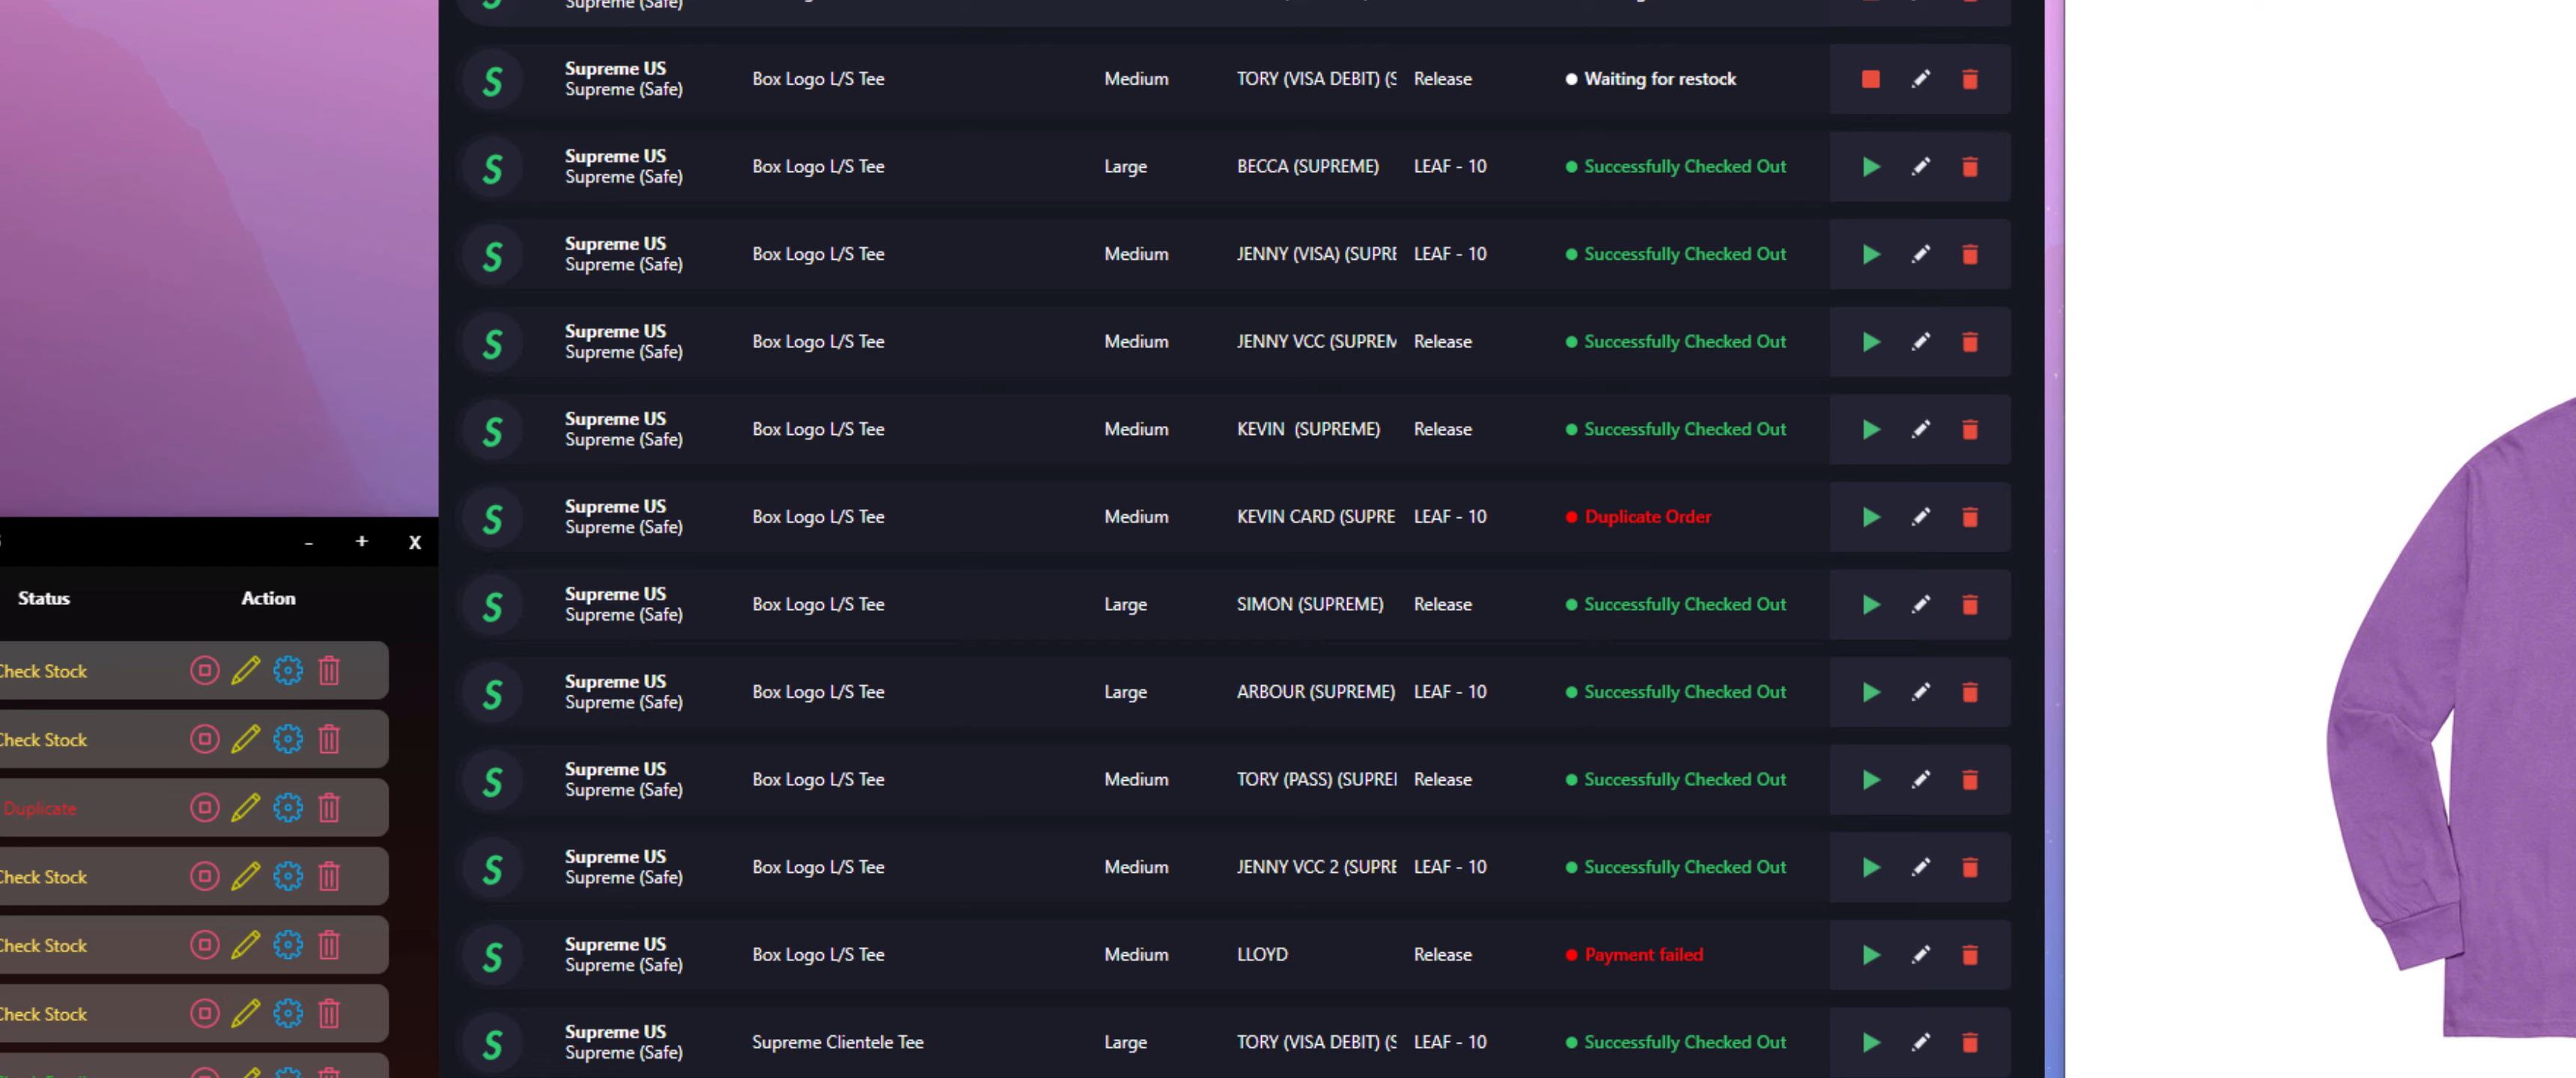 Supreme (Safe)
Supreme US
Supreme (Safe)
Box Logo L/S Tee Medium TORY (VISA DEBIT) (S Release Waiting for restock
Supreme US
Supreme (Safe)
Box Logo L/S Tee Large BECCA (SUPREME) LEAF - 10 Successfully Checked Out
Supreme US
Supreme (Safe)
Box Logo L/S Tee Medium JENNY (VISA) (SUPRE LEAF - 10 Successfully Checked Out
Supreme US
Supreme (Safe)
Box Logo L/S Tee Medium JENNY VCC (SUPREM Release Successfully Checked Out
Supreme US
Supreme (Safe)
Box Logo L/S Tee Medium KEVIN (SUPREME) Release Successfully Checked Out
Supreme US
Supreme (Safe)
Box Logo L/S Tee Medium KEVIN CARD (SUPRE LEAF - 10 Duplicate Order
Supreme US
Supreme (Safe)
Box Logo L/S Tee Large SIMON (SUPREME) Release Successfully Checked Out
Supreme US
Supreme (Safe)
Box Logo L/S Tee Large ARBOUR (SUPREME) LEAF - 10 Successfully Checked Out
Supreme US
Supreme (Safe)
Box Logo L/S Tee Medium TORY (PASS) (SUPRE Release Successfully Checked Out
Supreme US
Supreme (Safe)
Box Logo L/S Tee Medium JENNY VCC 2 (SUPRE LEAF - 10 Successfully Checked Out
Supreme US
Supreme (Safe)
Box Logo L/S Tee Medium LLOYD Release Payment failed
Supreme US
Supreme (Safe)
Supreme Clientele Tee Large TORY (VISA DEBIT) (S LEAF - 10 Successfully Checked Out
- + X
Status Action
Check Stock
Check Stock
Duplicate
Check Stock
Check Stock
Check Stock